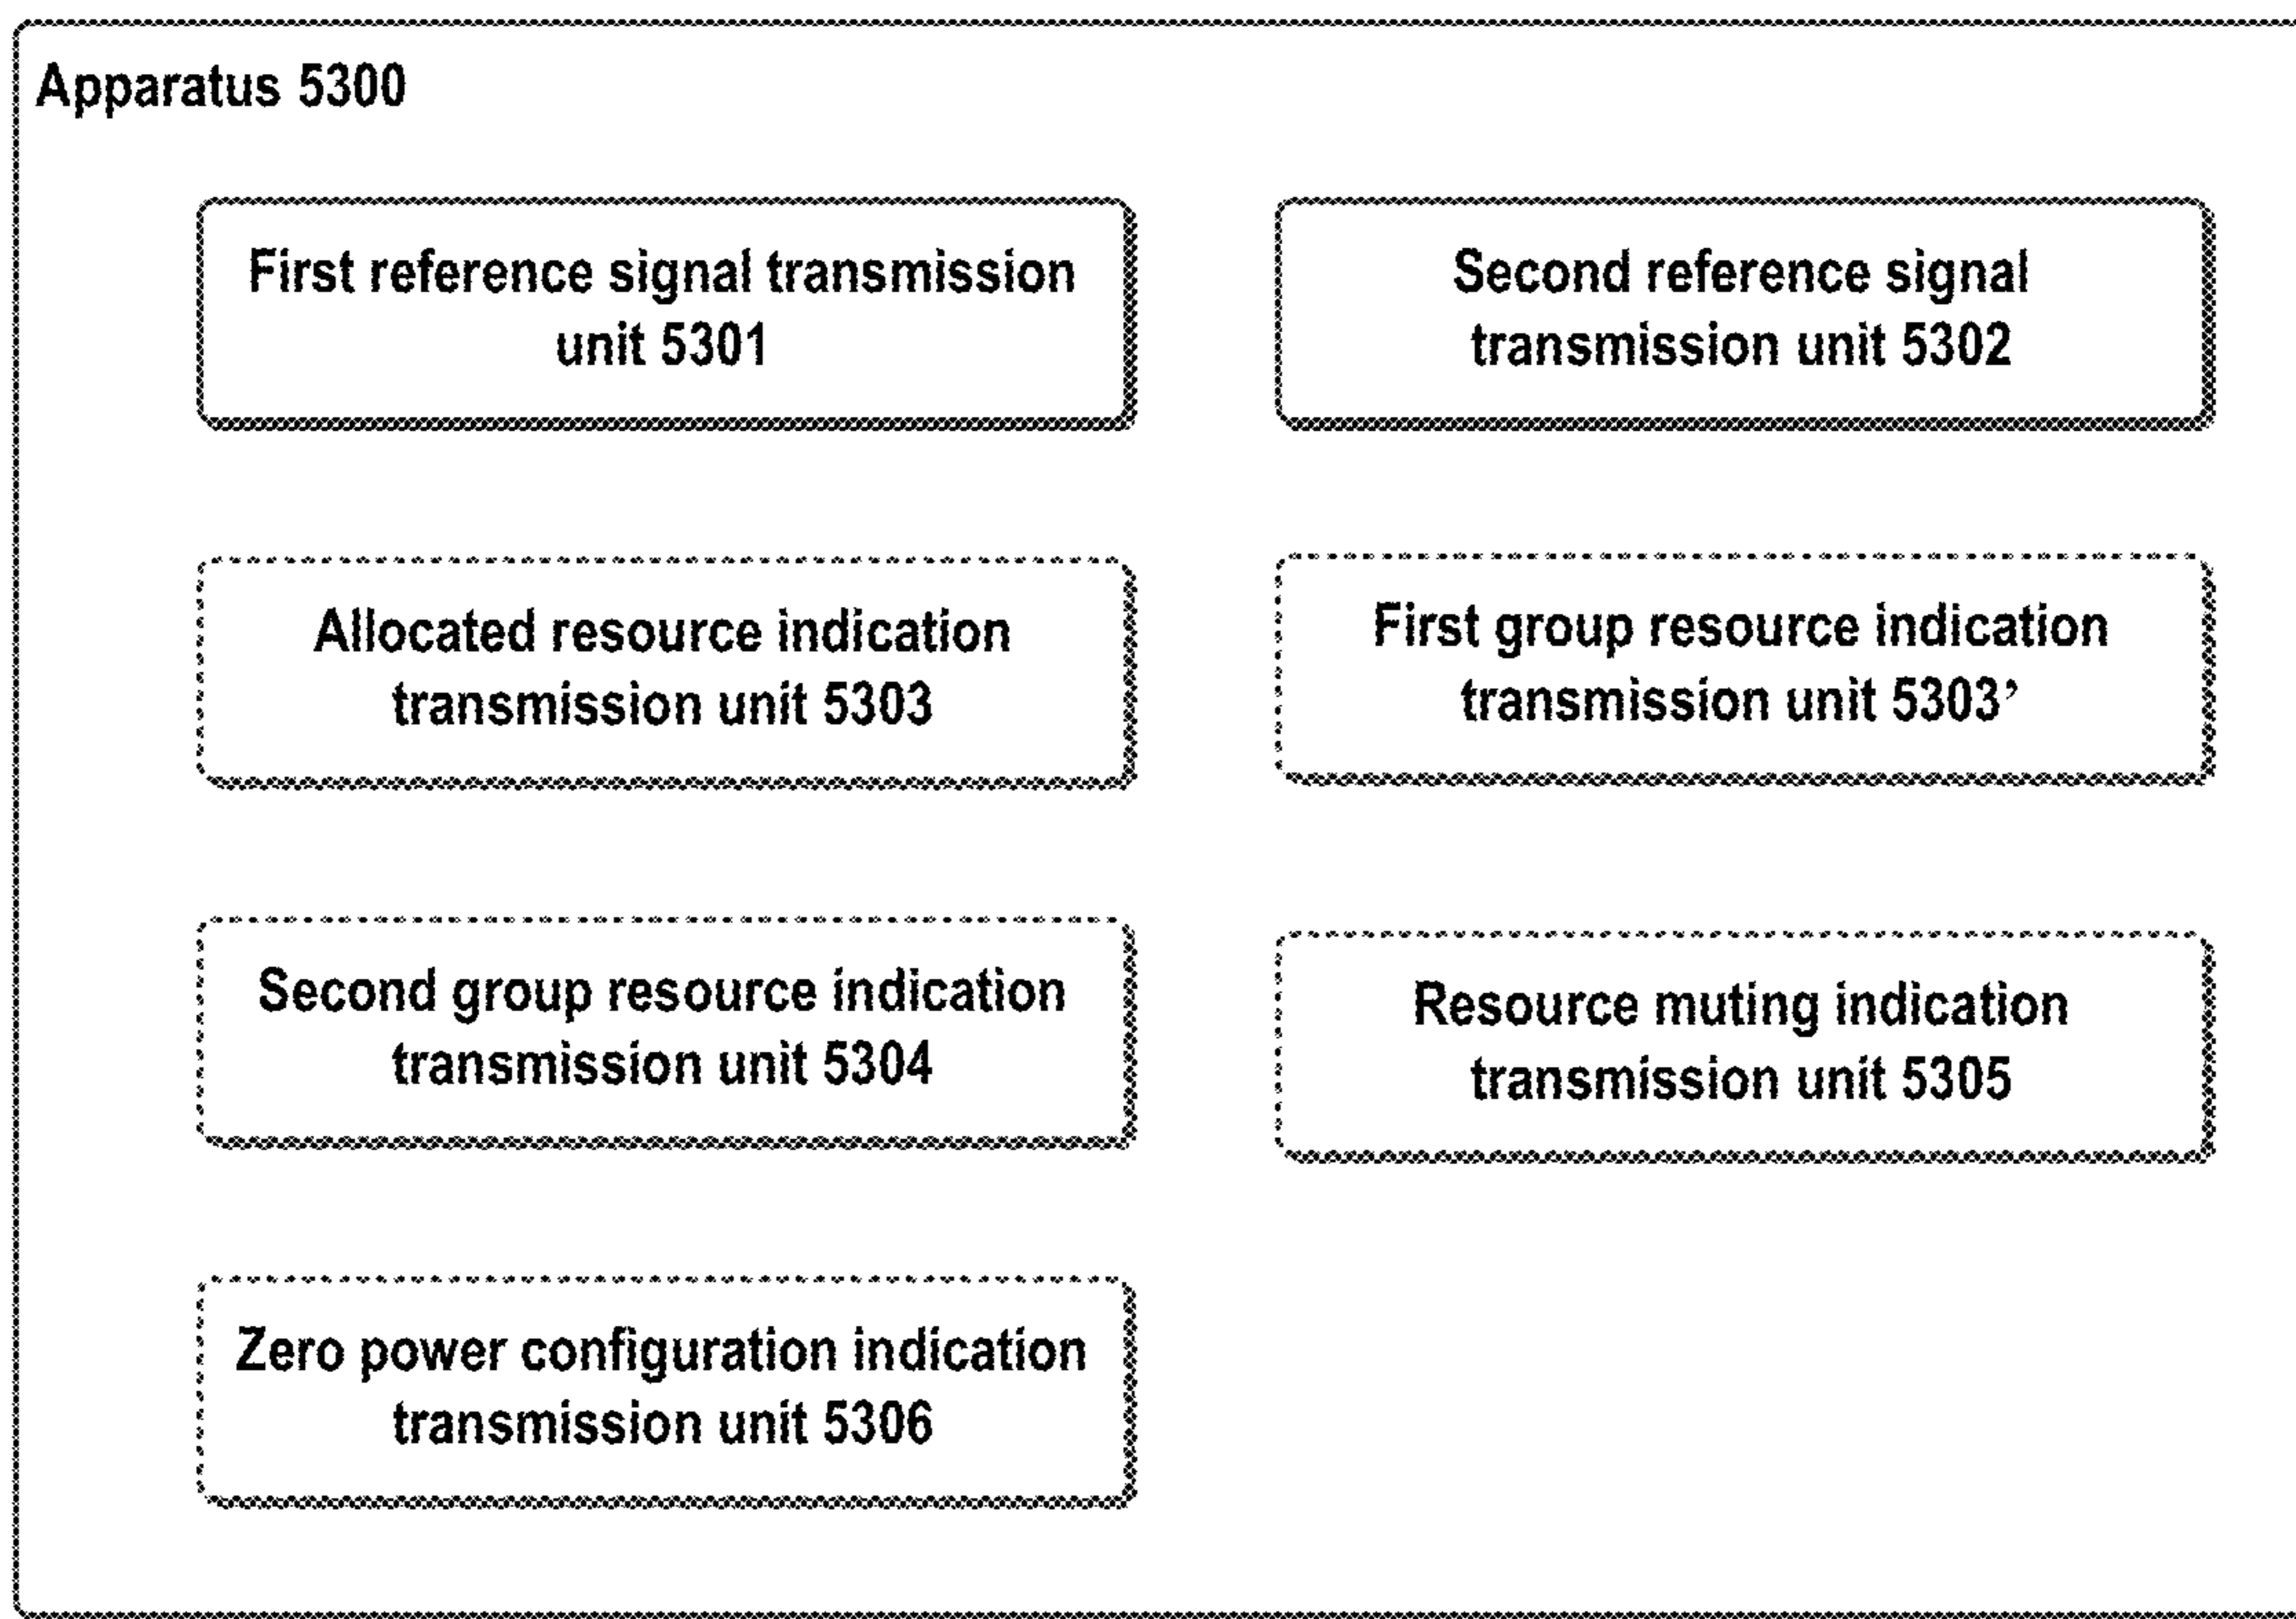 Apparatus 5300
First reference signal transmission
unit 5301
Second reference signal
transmission unit 5302
Allocated resource indication
transmission unit 5303
First group resource indication
transmission unit 5303’
Second group resource indication
transmission unit 5304
Resource muting indication
transmission unit 5305
Zero power configuration indication
transmission unit 5306